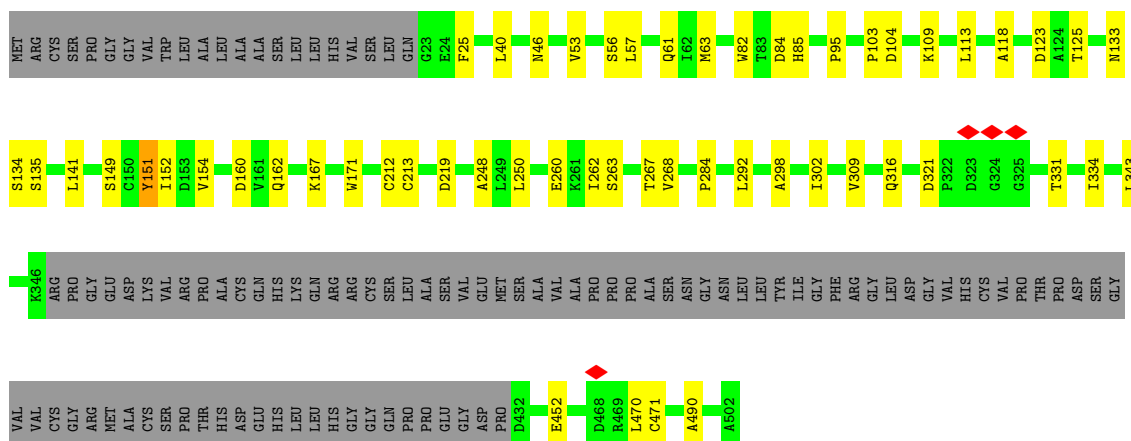 MET ARG CYS SER PRO GLY GLY VAL TRP LEU ALA LEU ALA ALA SER LEU LEU HIS VAL SER LEU GLN G23 E24 F25 L40 N46 V53 S56 L57 Q61 I62 M63 W82 T83 D84 H85 P95 P103 D104 K109 L113 A118 D123 A124 T125 N133
S134 S135 L141 S149 C150 Y151 I152 D153 V154 D160 V161 Q162 K167 W171 C212 C213 D219 A248 L249 L250 E260 K261 I262 S263 T267 V268 P284 L292 A298 I302 V309 Q316 D321 P322 D323 G324 G325 T331 I334 L343
K346 ARG PRO GLY GLU ASP LYS VAL ARG PRO ALA CYS GLN HIS LYS GLN ARG ARG CYS SER LEU ALA SER VAL GLU MET SER ALA VAL ALA PRO PRO PRO ALA SER ASN GLY ASN LEU LEU TYR ILE GLY PHE ARG GLY LEU ASP GLY VAL HIS CYS VAL PRO THR PRO ASP SER GLY
VAL VAL CYS GLY ARG MET ALA CYS SER PRO THR HIS ASP GLU HIS LEU LEU HIS GLY GLY GLN PRO PRO GLU GLY ASP PRO D432 E452 D468 R469 L470 C471 A490 A502